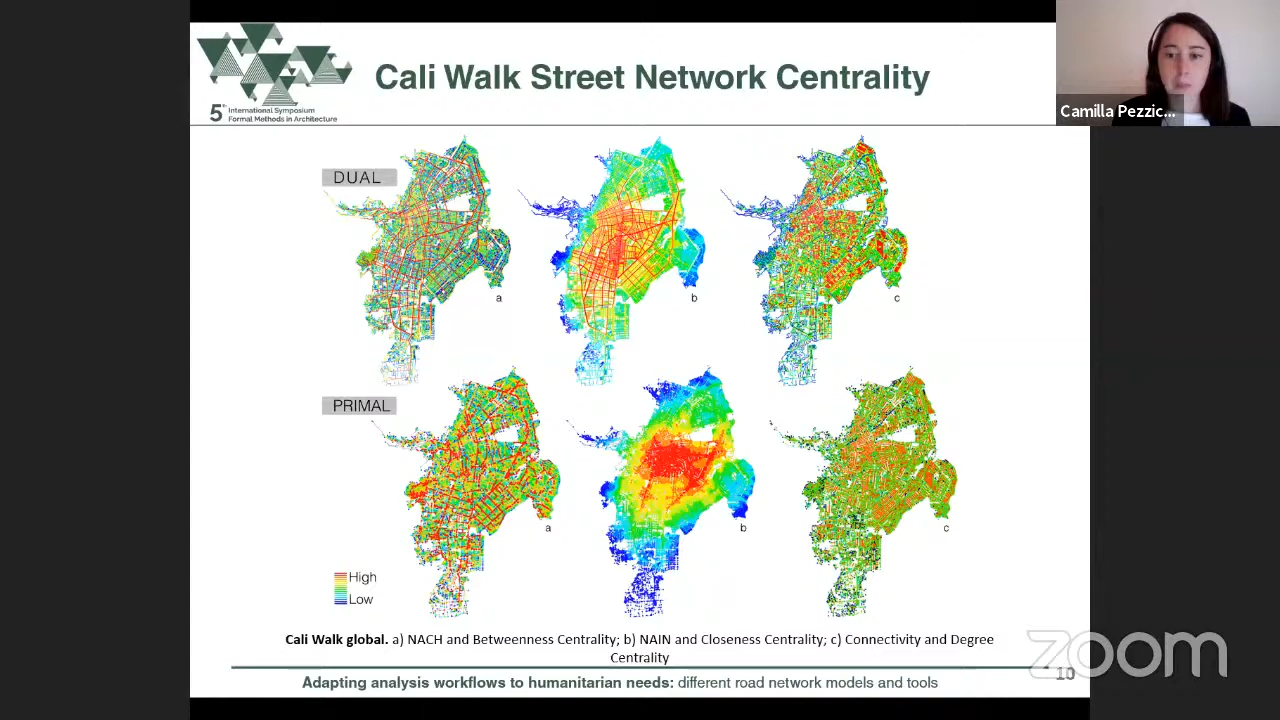 Cali Walk Street Network Centrality
5th International Symposium
Formal Methods in Architecture
Camilla Pezzic...
DUAL
a
b
c
PRIMAL
a
b
c
High
Low
Cali Walk global. a) NACH and Betweenness Centrality; b) NAIN and Closeness Centrality; c) Connectivity and Degree
Centrality
zoom
10
Adapting analysis workflows to humanitarian needs: different road network models and tools